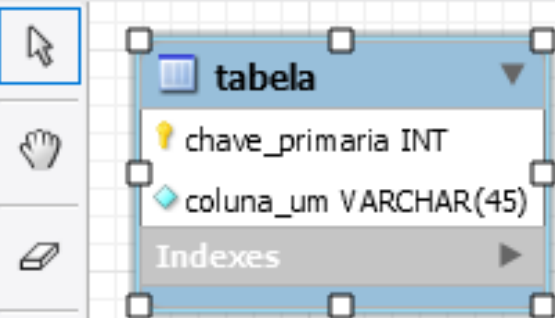 tabela
chave_primaria INT
coluna_um VARCHAR(45)
Indexes